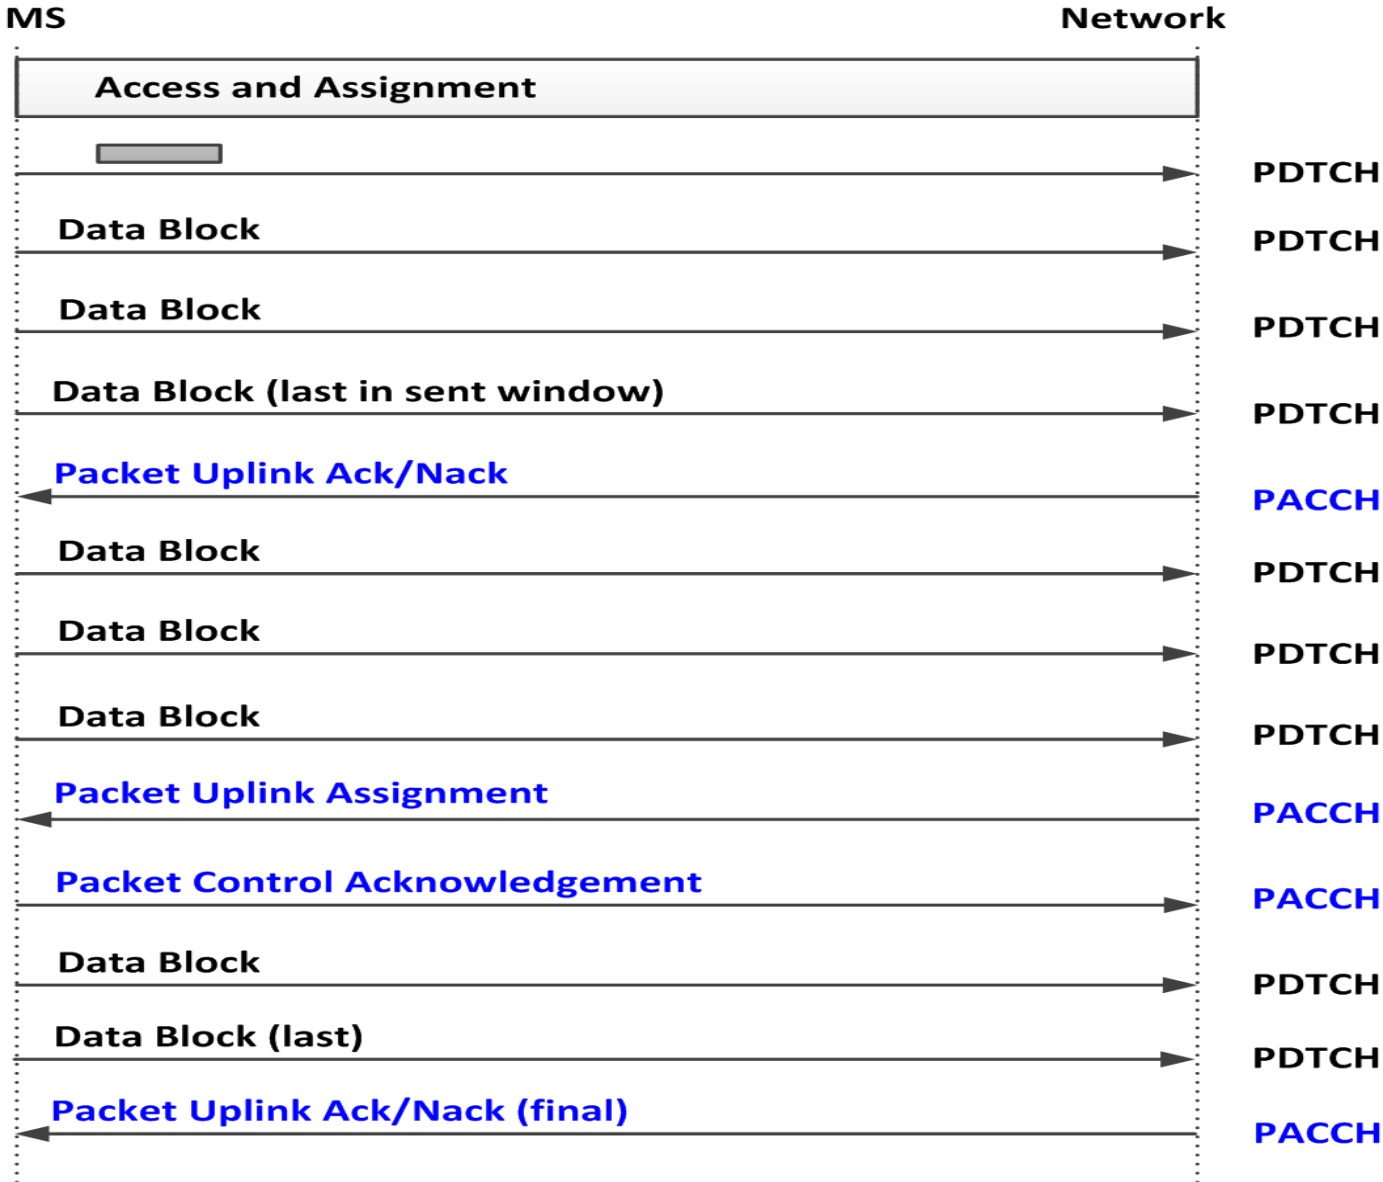 MS Network
Access and Assignment
PDTCH
Data Block PDTCH
Data Block PDTCH
Data Block (last in sent window) PDTCH
Packet Uplink Ack/Nack PACCH
Data Block PDTCH
Data Block PDTCH
Data Block PDTCH
Packet Uplink Assignment PACCH
Packet Control Acknowledgement PACCH
Data Block PDTCH
Data Block (last) PDTCH
Packet Uplink Ack/Nack (final) PACCH